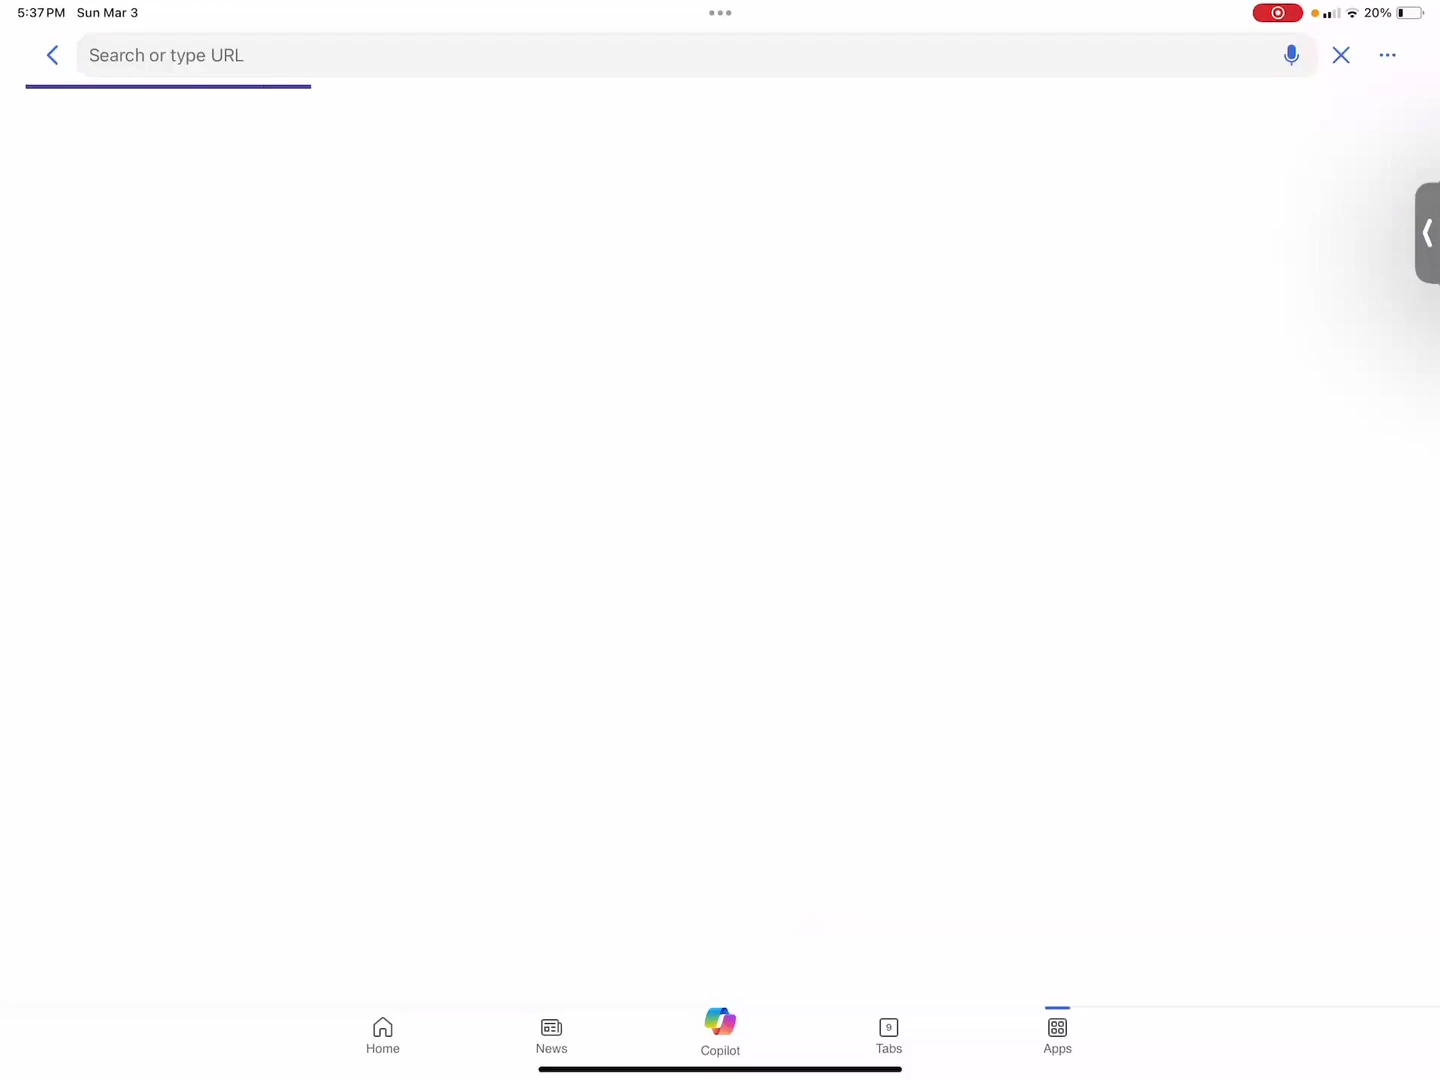 5:37 PM Sun Mar 3
20%
Search or type URL
Home
News
Copilot
9
Tabs
Apps